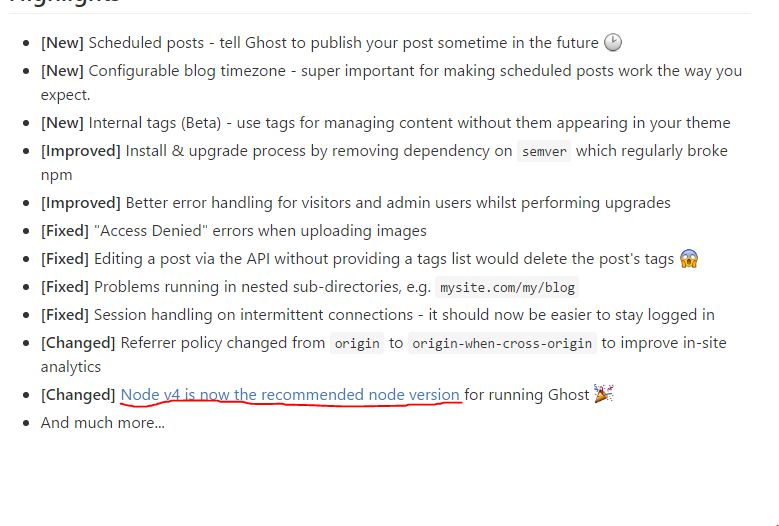 Highlights
[New] Scheduled posts - tell Ghost to publish your post sometime in the future 🕑
[New] Configurable blog timezone - super important for making scheduled posts work the way you
expect.
[New] Internal tags (Beta) - use tags for managing content without them appearing in your theme
[Improved] Install & upgrade process by removing dependency on semver which regularly broke
npm
[Improved] Better error handling for visitors and admin users whilst performing upgrades
[Fixed] "Access Denied" errors when uploading images
[Fixed] Editing a post via the API without providing a tags list would delete the post's tags 😱
[Fixed] Problems running in nested sub-directories, e.g. mysite.com/my/blog
[Fixed] Session handling on intermittent connections - it should now be easier to stay logged in
[Changed] Referrer policy changed from origin to origin-when-cross-origin to improve in-site
analytics
[Changed] Node v4 is now the recommended node version for running Ghost 🎉
And much more...